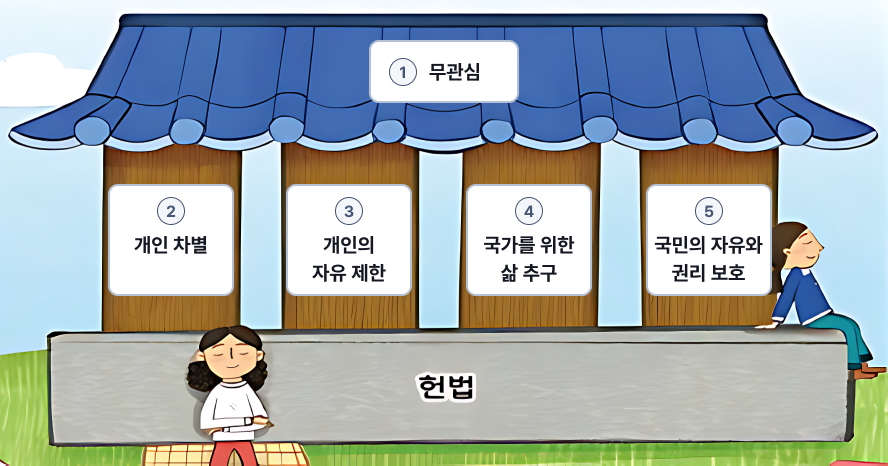 ① 무관심
②
개인 차별
③
개인의
자유 제한
④
국가를 위한
삶 추구
⑤
국민의 자유와
권리 보호
헌법